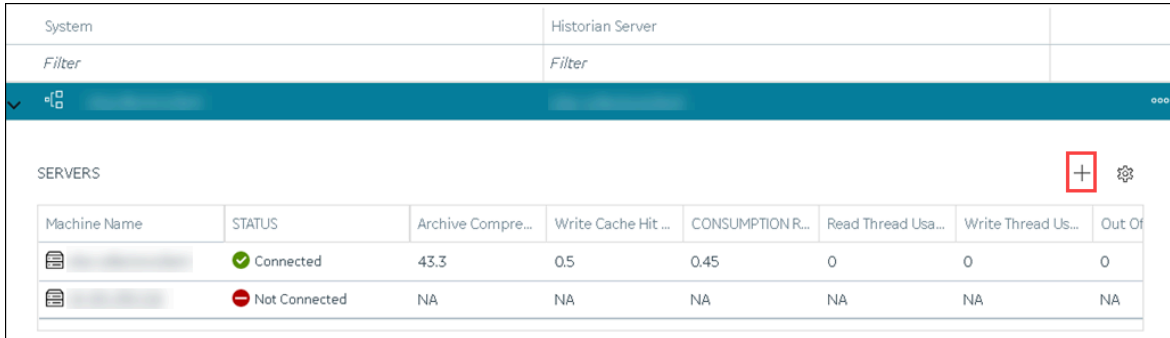 System Historian Server
Filter Filter
SERVERS
Machine Name STATUS Archive Compre... Write Cache Hit ... CONSUMPTION R... Read Thread Usa... Write Thread Us... Out Of
Connected 43.3 0.5 0.45 0 0 0
Not Connected NA NA NA NA NA NA